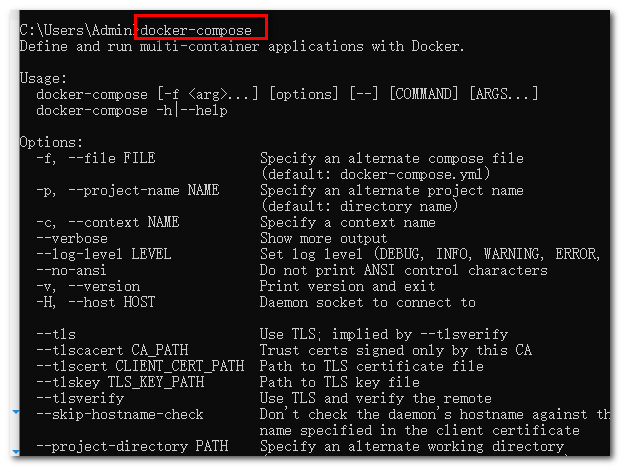 C:\Users\Admin>docker-compose
Define and run multi-container applications with Docker.
Usage:
docker-compose [-f <arg>...] [options] [--] [COMMAND] [ARGS...]
docker-compose -h|--help
Options:
-f, --file FILE Specify an alternate compose file
(default: docker-compose.yml)
-p, --project-name NAME Specify an alternate project name
(default: directory name)
-c, --context NAME Specify a context name
--verbose Show more output
--log-level LEVEL Set log level (DEBUG, INFO, WARNING, ERROR,
--no-ansi Do not print ANSI control characters
-v, --version Print version and exit
-H, --host HOST Daemon socket to connect to
--tls Use TLS; implied by --tlsverify
--tlscacert CA_PATH Trust certs signed only by this CA
--tlscert CLIENT_CERT_PATH Path to TLS certificate file
--tlskey TLS_KEY_PATH Path to TLS key file
--tlsverify Use TLS and verify the remote
--skip-hostname-check Don't check the daemon's hostname against th
name specified in the client certificate
--project-directory PATH Specify an alternate working directory